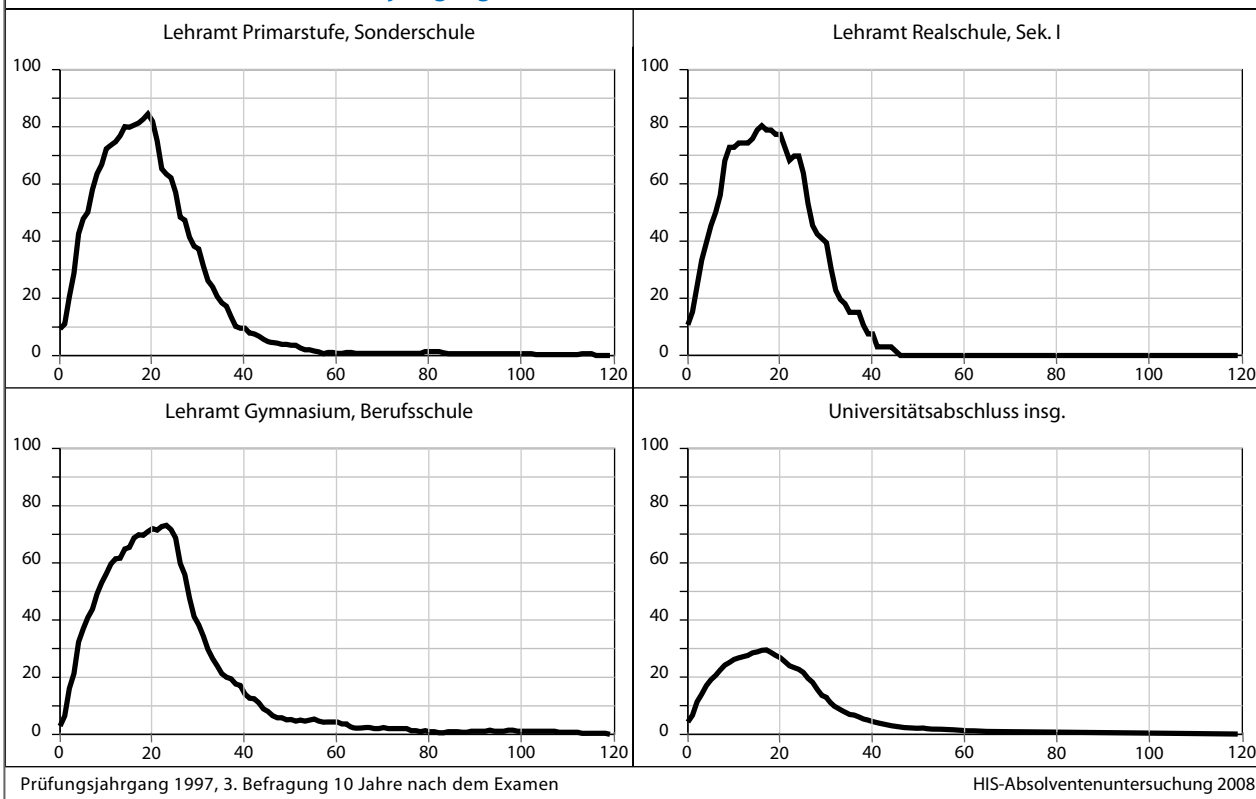 Lehramt Primarstufe, Sonderschule
100
80
60
40
20
0
0 20 40 60 80 100 120
Lehramt Realschule, Sek. I
100
80
60
40
20
0
0 20 40 60 80 100 120
Lehramt Gymnasium, Berufsschule
100
80
60
40
20
0
0 20 40 60 80 100 120
Universitätsabschluss insg.
100
80
60
40
20
0
0 20 40 60 80 100 120
Prüfungsjahrgang 1997, 3. Befragung 10 Jahre nach dem Examen
HIS-Absolventenuntersuchung 2008